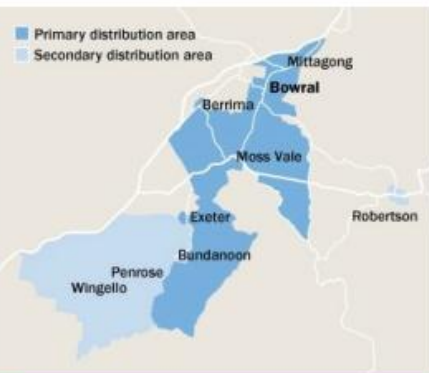 Primary distribution area
Secondary distribution area
Mittagong
Bowral
Berrima
Moss Vale
Robertson
Exeter
Bundanoon
Penrose
Wingello